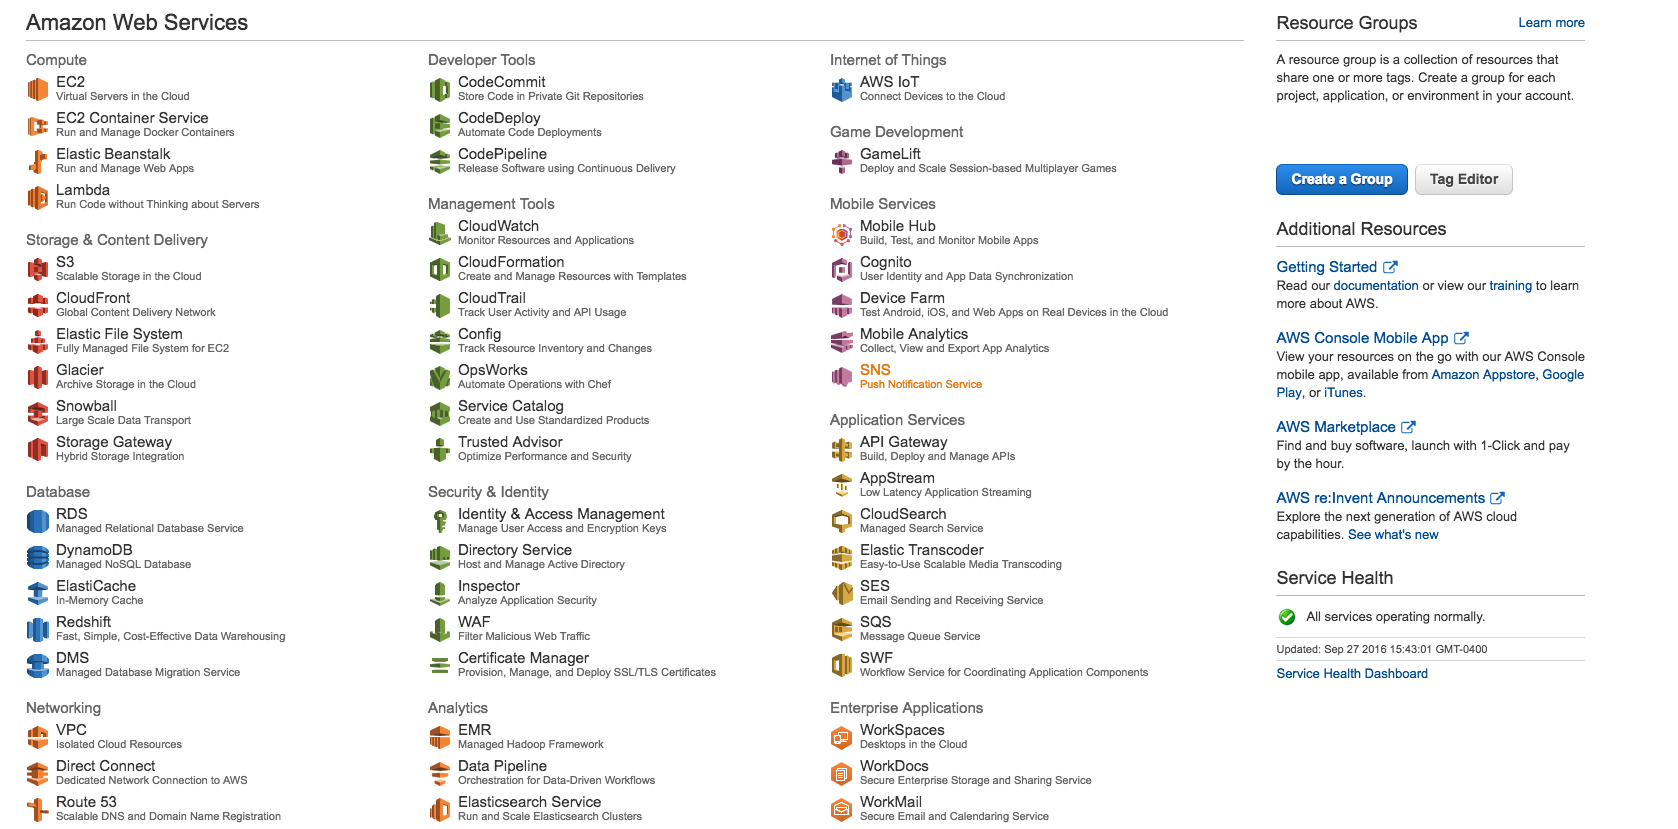 Amazon Web Services
Compute
EC2
Virtual Servers in the Cloud
EC2 Container Service
Run and Manage Docker Containers
Elastic Beanstalk
Run and Manage Web Apps
Lambda
Run Code without Thinking about Servers
Storage & Content Delivery
S3
Scalable Storage in the Cloud
CloudFront
Global Content Delivery Network
Elastic File System
Fully Managed File System for EC2
Glacier
Archive Storage in the Cloud
Snowball
Large Scale Data Transport
Storage Gateway
Hybrid Storage Integration
Database
RDS
Managed Relational Database Service
DynamoDB
Managed NoSQL Database
ElastiCache
In-Memory Cache
Redshift
Fast, Simple, Cost-Effective Data Warehousing
DMS
Managed Database Migration Service
Networking
VPC
Isolated Cloud Resources
Direct Connect
Dedicated Network Connection to AWS
Route 53
Scalable DNS and Domain Name Registration
Developer Tools
CodeCommit
Store Code in Private Git Repositories
CodeDeploy
Automate Code Deployments
CodePipeline
Release Software using Continuous Delivery
Management Tools
CloudWatch
Monitor Resources and Applications
CloudFormation
Create and Manage Resources with Templates
CloudTrail
Track User Activity and API Usage
Config
Track Resource Inventory and Changes
OpsWorks
Automate Operations with Chef
Service Catalog
Create and Use Standardized Products
Trusted Advisor
Optimize Performance and Security
Security & Identity
Identity & Access Management
Manage User Access and Encryption Keys
Directory Service
Host and Manage Active Directory
Inspector
Analyze Application Security
WAF
Filter Malicious Web Traffic
Certificate Manager
Provision, Manage, and Deploy SSL/TLS Certificates
Analytics
EMR
Managed Hadoop Framework
Data Pipeline
Orchestration for Data-Driven Workflows
Elasticsearch Service
Run and Scale Elasticsearch Clusters
Internet of Things
AWS IoT
Connect Devices to the Cloud
Game Development
GameLift
Deploy and Scale Session-based Multiplayer Games
Mobile Services
Mobile Hub
Build, Test, and Monitor Mobile Apps
Cognito
User Identity and App Data Synchronization
Device Farm
Test Android, iOS, and Web Apps on Real Devices in the Cloud
Mobile Analytics
Collect, View and Export App Analytics
SNS
Push Notification Service
Application Services
API Gateway
Build, Deploy and Manage APIs
AppStream
Low Latency Application Streaming
CloudSearch
Managed Search Service
Elastic Transcoder
Easy-to-Use Scalable Media Transcoding
SES
Email Sending and Receiving Service
SQS
Message Queue Service
SWF
Workflow Service for Coordinating Application Components
Enterprise Applications
WorkSpaces
Desktops in the Cloud
WorkDocs
Secure Enterprise Storage and Sharing Service
WorkMail
Secure Email and Calendaring Service
Resource Groups
Learn more
A resource group is a collection of resources that
share one or more tags. Create a group for each
project, application, or environment in your account.
Create a Group
Tag Editor
Additional Resources
Getting Started
Read our documentation or view our training to learn
more about AWS.
AWS Console Mobile App
View your resources on the go with our AWS Console
mobile app, available from Amazon Appstore, Google
Play, or iTunes.
AWS Marketplace
Find and buy software, launch with 1-Click and pay
by the hour.
AWS re:Invent Announcements
Explore the next generation of AWS cloud
capabilities. See what's new
Service Health
All services operating normally.
Updated: Sep 27 2016 15:43:01 GMT-0400
Service Health Dashboard